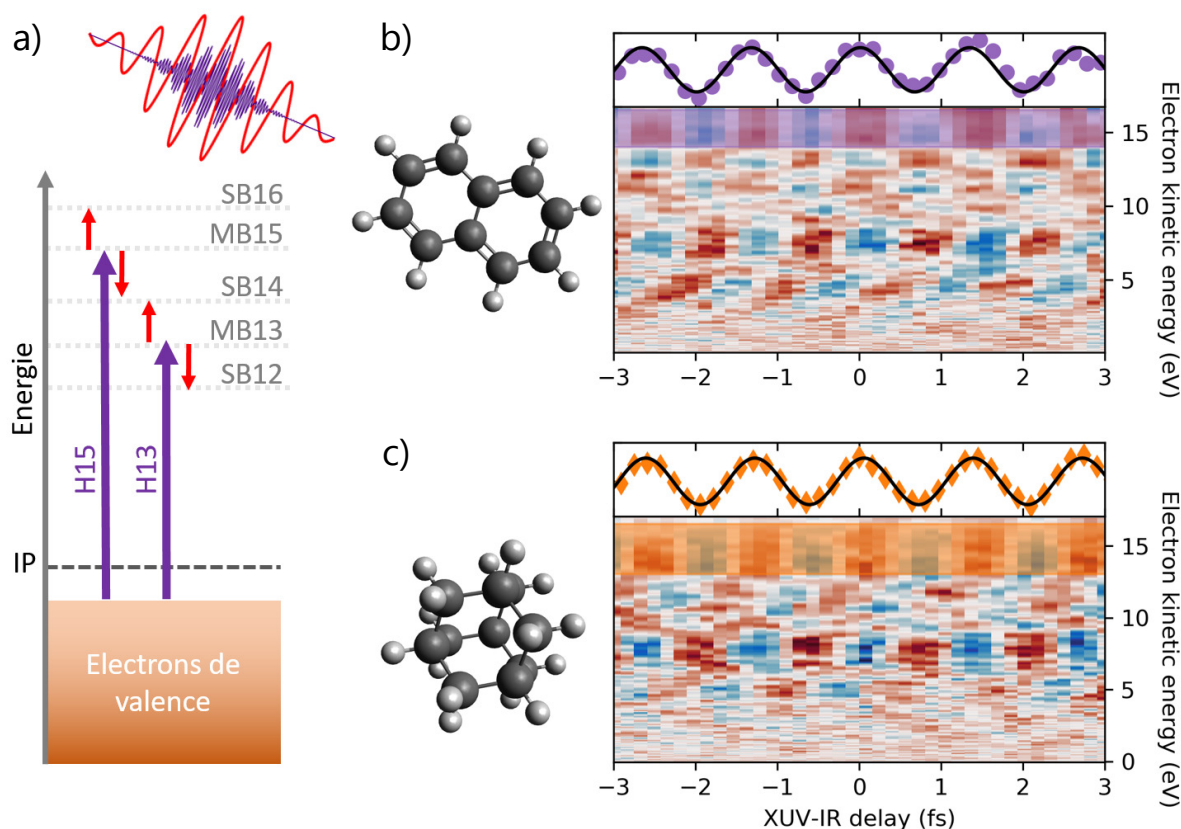 a)
SB16
MB15
SB14
MB13
SB12
Energie
H15
H13
IP
Electrons de
valence
b)
15
10
5
−3 −2 −1 0 1 2 3
Electron kinetic energy (eV)
c)
15
10
5
0
−3 −2 −1 0 1 2 3
XUV-IR delay (fs)
Electron kinetic energy (eV)